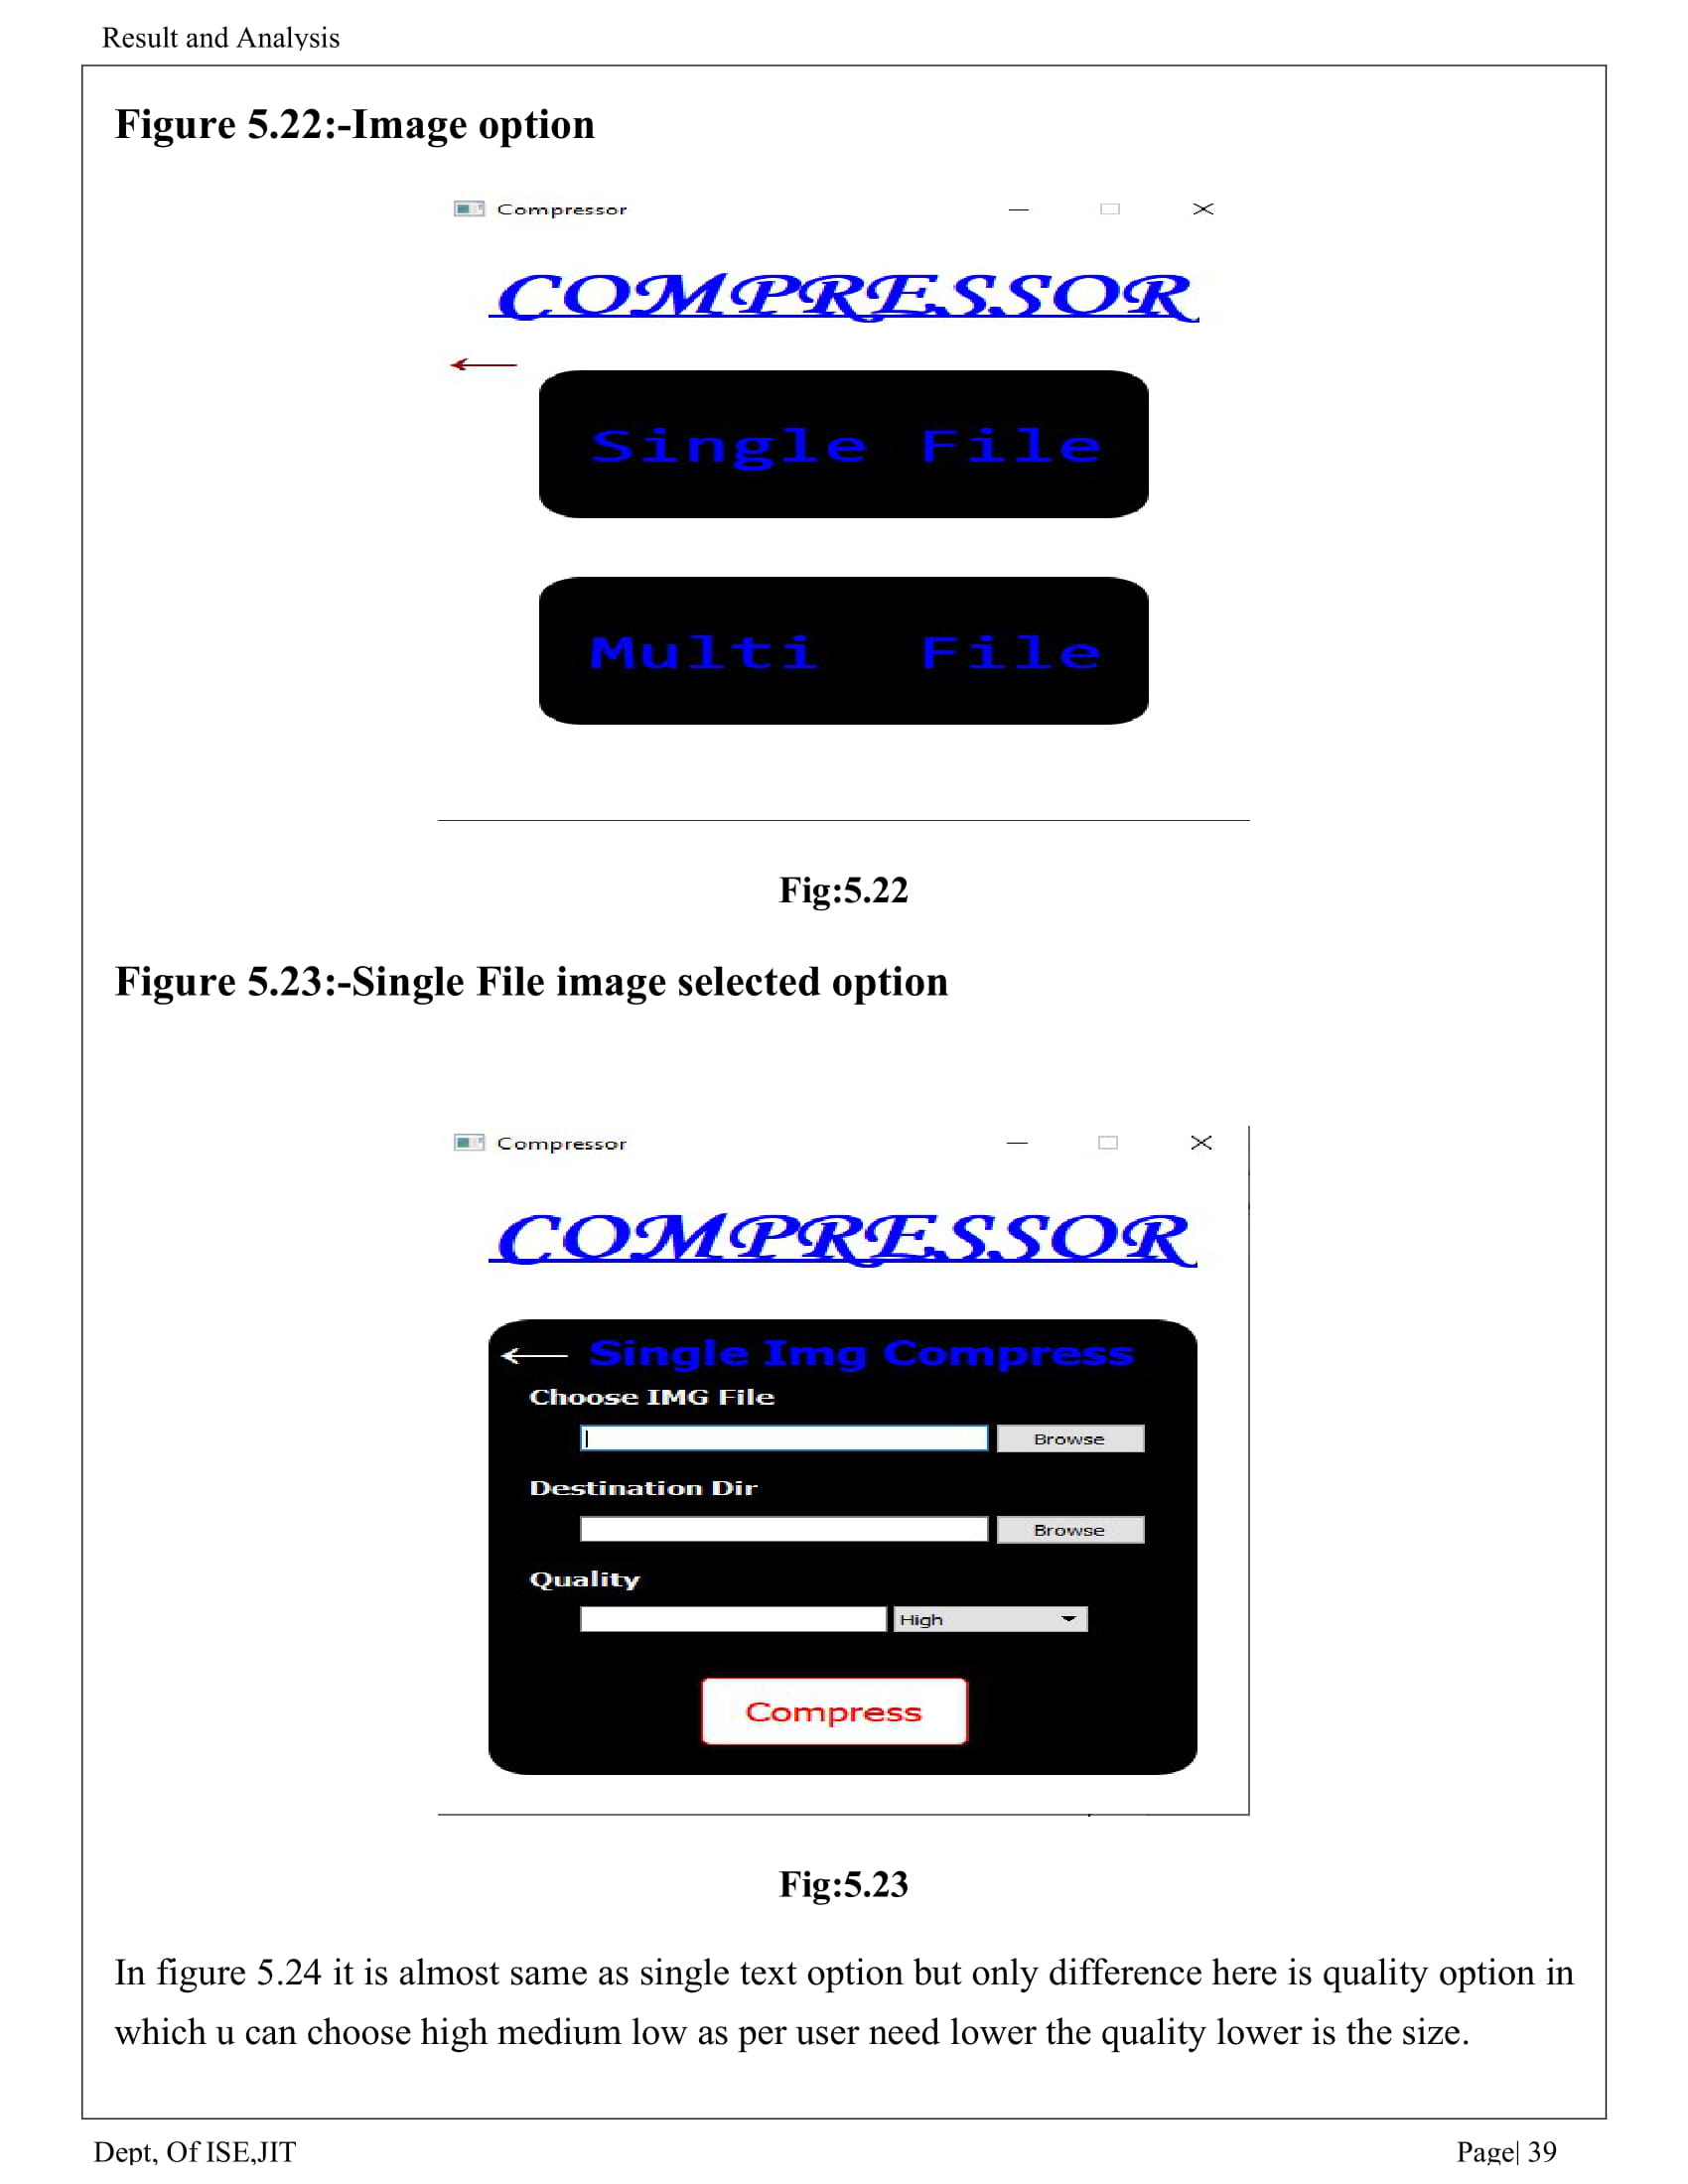 Result and Analysis
Figure 5.22:-Image option
Compressor
COMPRESSOR
Single File
Multi File
Fig:5.22
Figure 5.23:-Single File image selected option
Compressor
COMPRESSOR
Single Img Compress
Choose IMG File
Browse
Destination Dir
Browse
Quality
High
Compress
Fig:5.23
In figure 5.24 it is almost same as single text option but only difference here is quality option in
which u can choose high medium low as per user need lower the quality lower is the size.
Dept, Of ISE,JIT
Page| 39